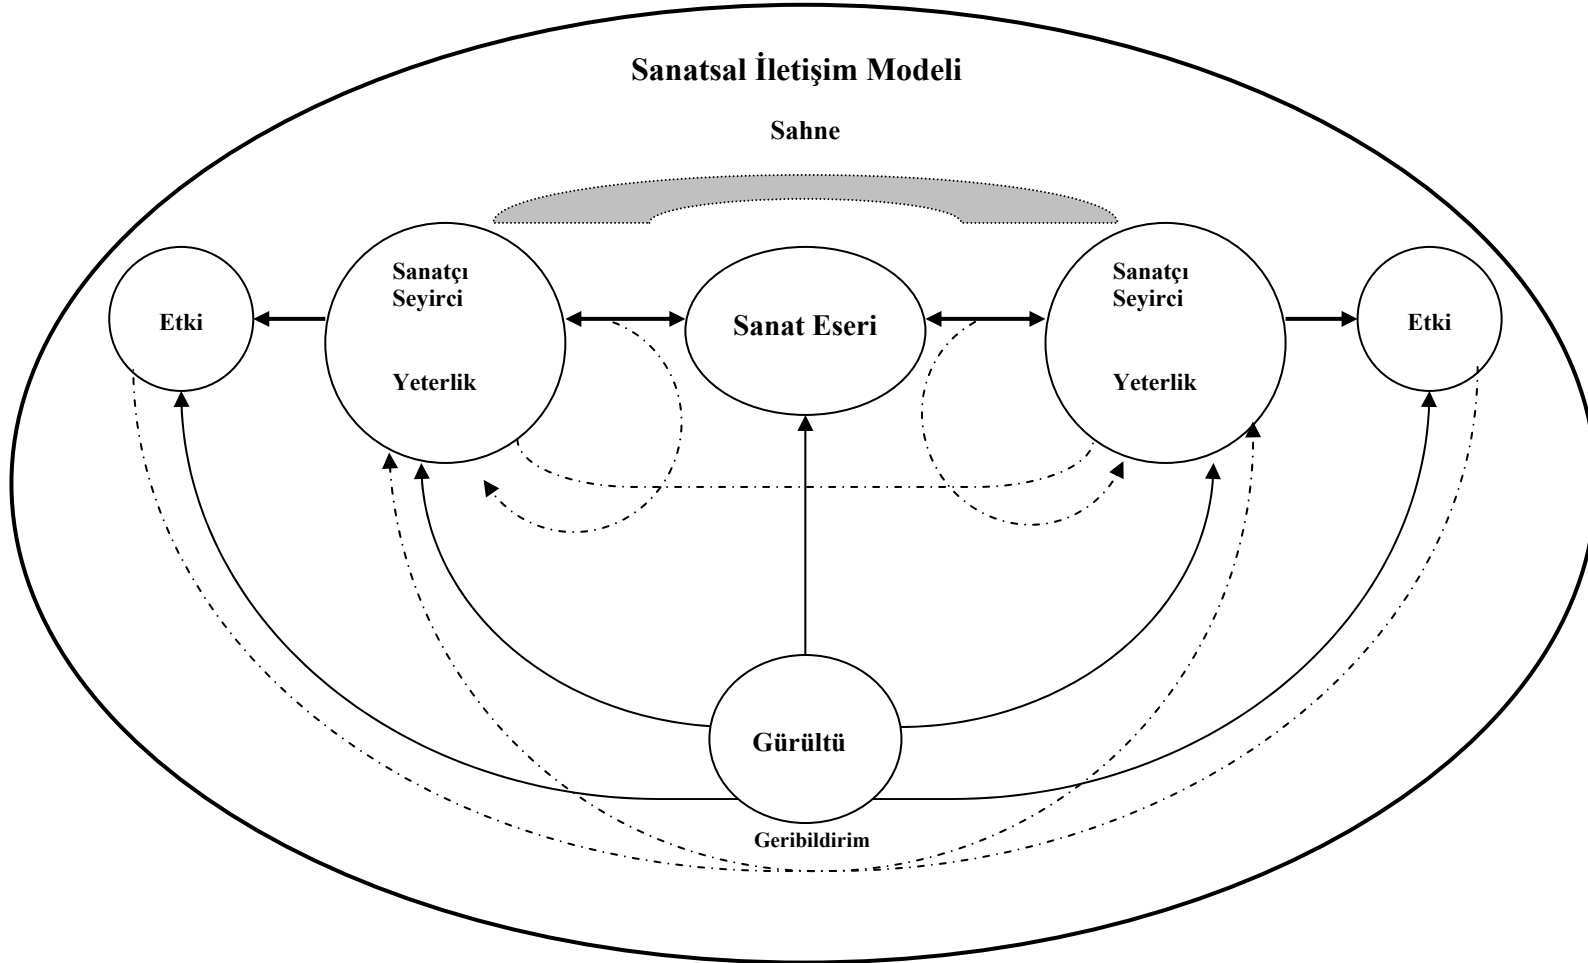 Sanatsal İletişim Modeli
Sahne
Etki
Sanatçı
Seyirci
Yeterlik
Sanat Eseri
Sanatçı
Seyirci
Yeterlik
Etki
Gürültü
Geribildirim